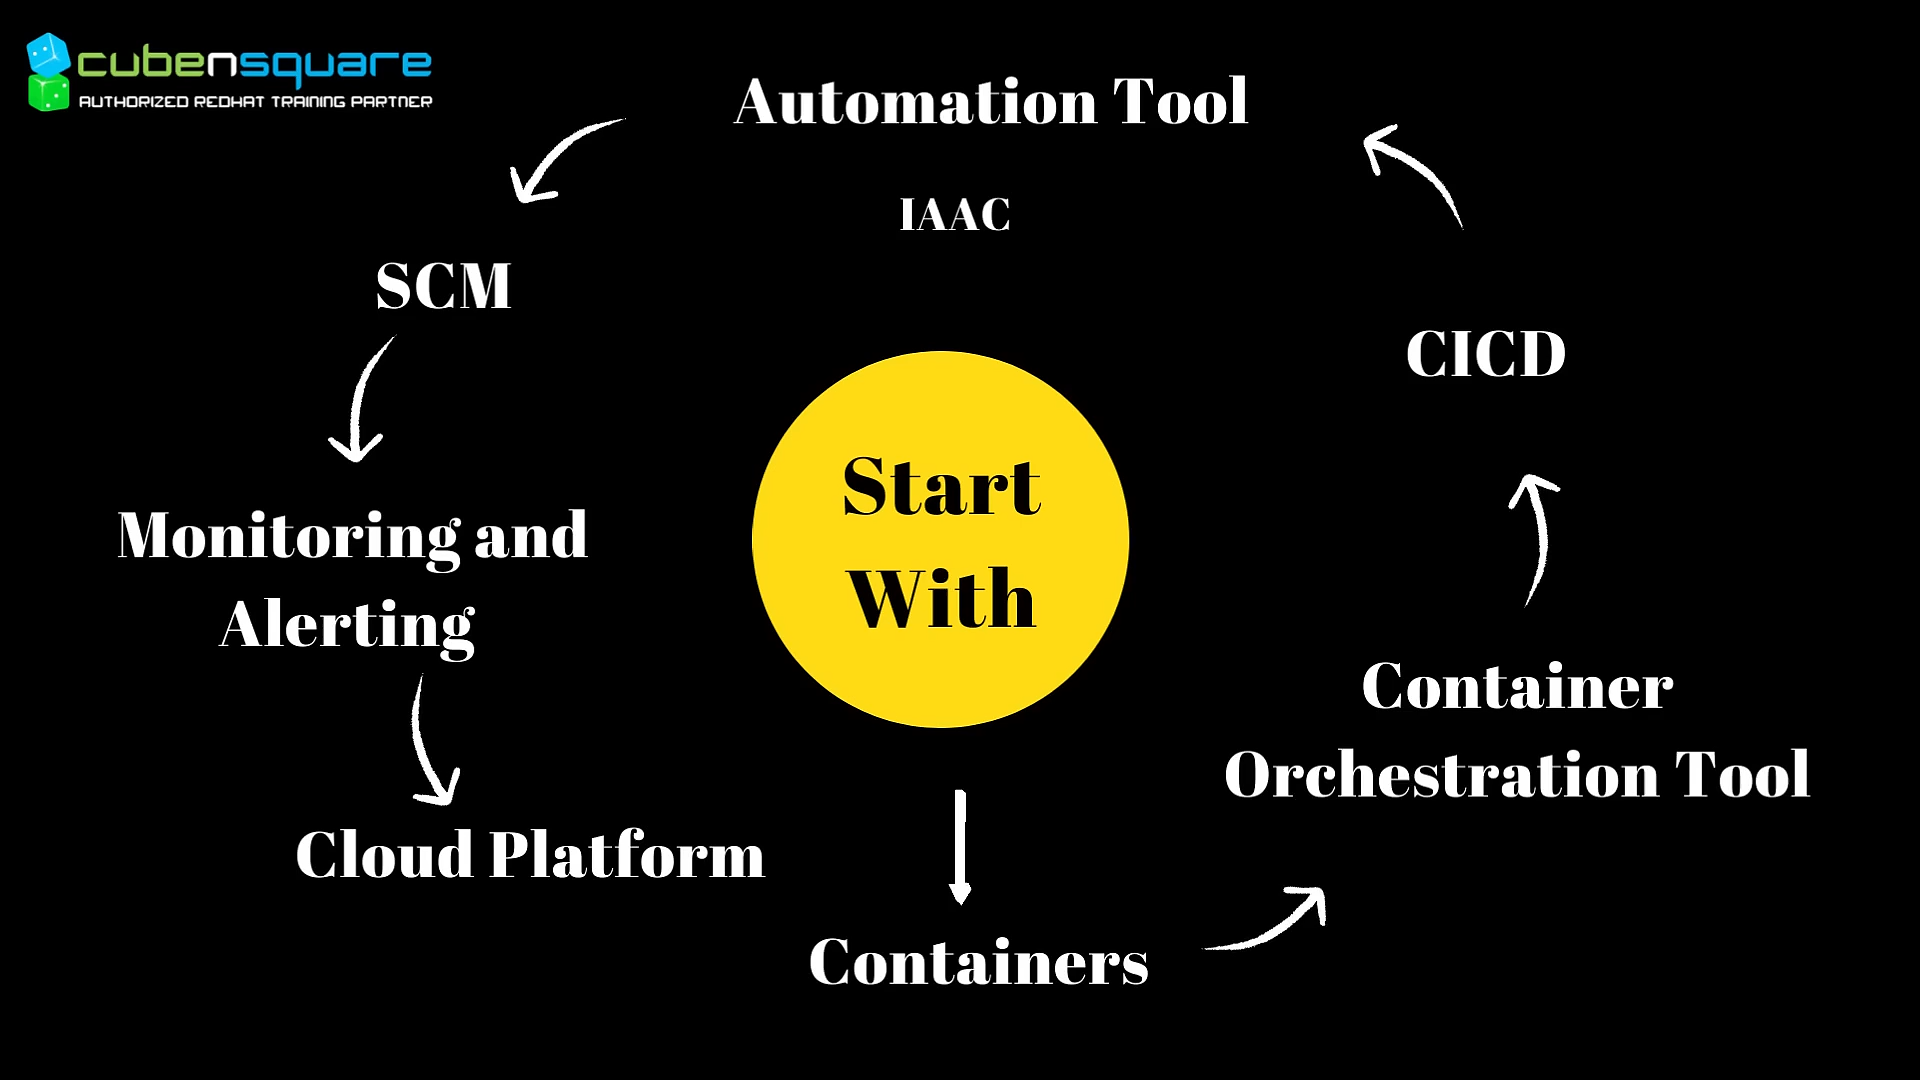 cubensquare
AUTHORIZED REDHAT TRAINING PARTNER
Automation Tool
IAAC
SCM
CICD
Start
With
Monitoring and
Alerting
Container
Orchestration Tool
Cloud Platform
Containers